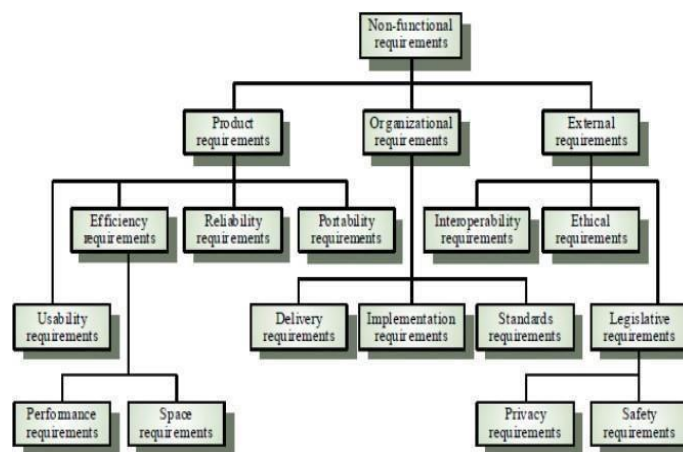 Non-functional
requirements
Product
requirements
Organizational
requirements
External
requirements
Efficiency
requirements
Reliability
requirements
Portability
requirements
Interoperability
requirements
Ethical
requirements
Usability
requirements
Delivery
requirements
Implementation
requirements
Standards
requirements
Legislative
requirements
Performance
requirements
Space
requirements
Privacy
requirements
Safety
requirements